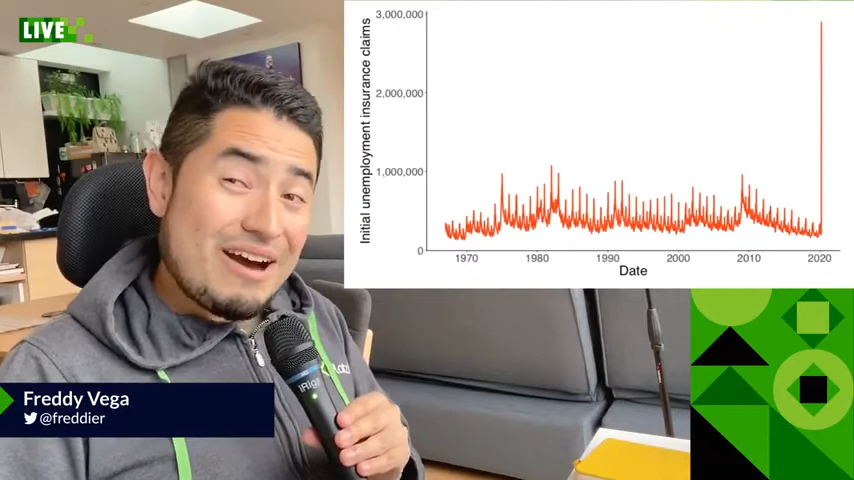 LIVE
3,000,000
2,000,000
1,000,000
0
Initial unemployment insurance claims
1970
1980
1990
2000
2010
2020
Date
iRig
Freddy Vega
@freddier